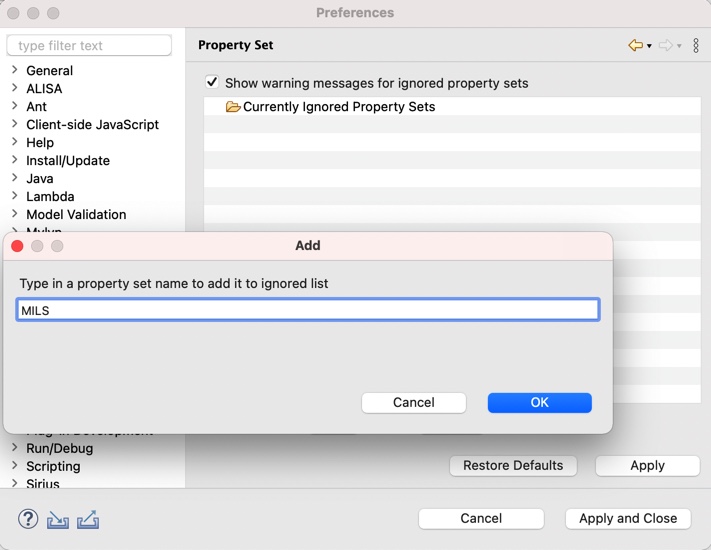 Preferences
type filter text
Property Set
General
ALISA
Ant
Client-side JavaScript
Help
Install/Update
Java
Lambda
Model Validation
Mylyn
Show warning messages for ignored property sets
Currently Ignored Property Sets
Add
Type in a property set name to add it to ignored list
MILS
Cancel
OK
Plug-in Development
Run/Debug
Scripting
Sirius
Restore Defaults
Apply
?
Cancel
Apply and Close